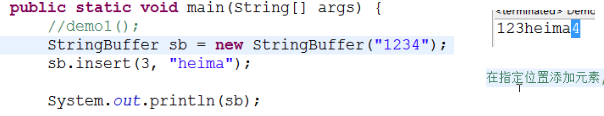 public static void main(String[] args) {
//demo1();
StringBuffer sb = new StringBuffer("1234");
sb.insert(3, "heima");
System.out.println(sb);
<terminated> Demo
123heima4
在指定位置添加元素,